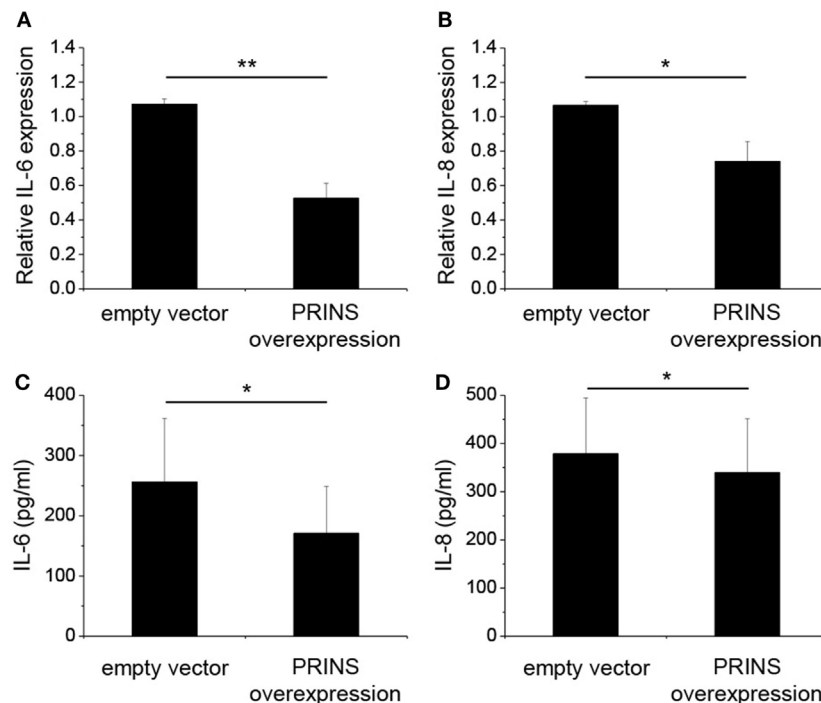 A
Relative IL-6 expression
1.4
1.2
1.0
0.8
0.6
0.4
0.2
0.0
**
empty vector
PRINS
overexpression
B
Relative IL-8 expression
1.4
1.2
1.0
0.8
0.6
0.4
0.2
0.0
*
empty vector
PRINS
overexpression
C
IL-6 (pg/ml)
400
300
200
100
0
*
empty vector
PRINS
overexpression
D
IL-8 (pg/ml)
500
400
300
200
100
0
*
empty vector
PRINS
overexpression